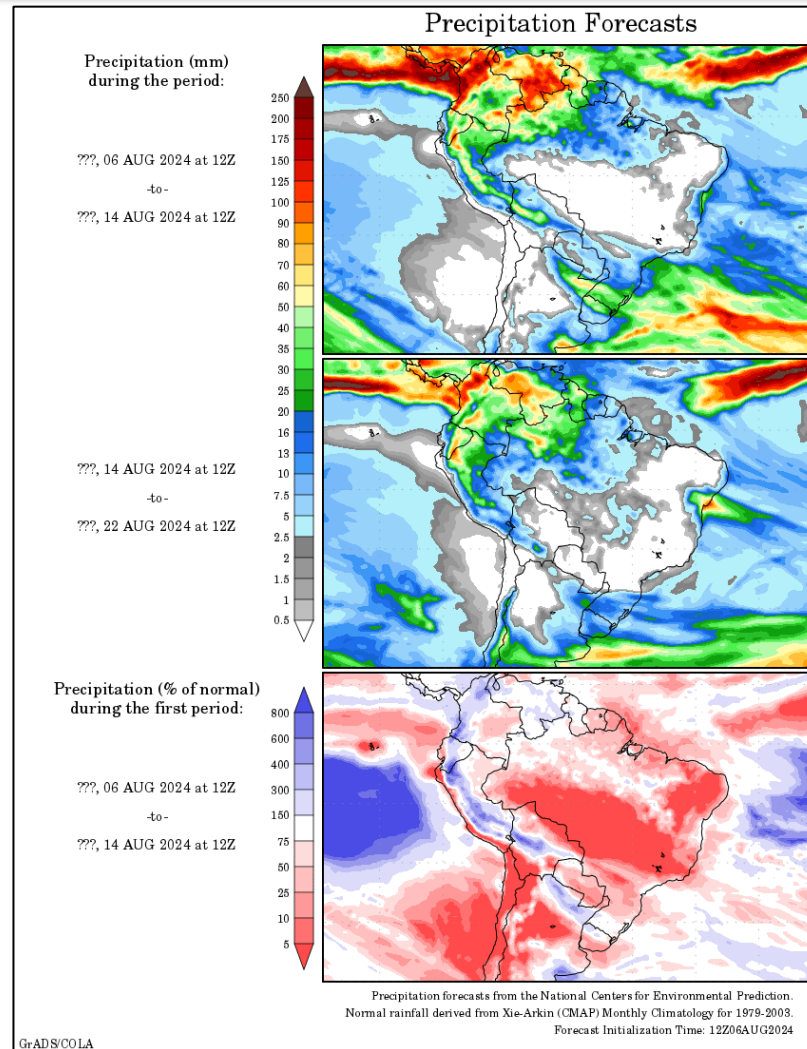 Precipitation Forecasts
Precipitation (mm)
during the period:
???, 06 AUG 2024 at 12Z
-to-
???, 14 AUG 2024 at 12Z
250
200
175
150
125
100
90
80
70
60
50
40
35
30
25
20
16
13
10
7.5
5
2.5
2
1.5
1
0.5
???, 14 AUG 2024 at 12Z
-to-
???, 22 AUG 2024 at 12Z
Precipitation (% of normal)
during the first period:
???, 06 AUG 2024 at 12Z
-to-
???, 14 AUG 2024 at 12Z
800
600
400
300
150
75
50
25
10
5
Precipitation forecasts from the National Centers for Environmental Prediction.
Normal rainfall derived from Xie-Arkin (CMAP) Monthly Climatology for 1979-2003.
Forecast Initialization Time: 12Z06AUG2024
GrADS/COLA